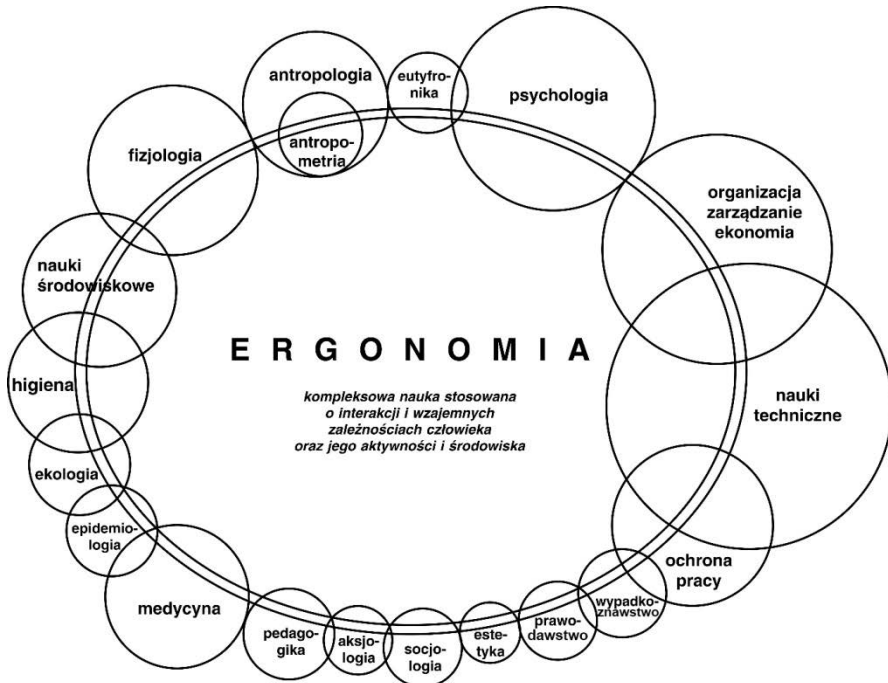 antropologia
antropo-
metria
eutyfro-
nika
psychologia
organizacja
zarządzanie
ekonomia
nauki
techniczne
ochrona
pracy
wypadko-
znawstwo
prawo-
dawstwo
este-
tyka
socjo-
logia
aksjo-
logia
pedago-
gika
medycyna
epidemio-
logia
ekologia
higiena
nauki
środowiskowe
fizjologia
ERGONOMIA
kompleksowa nauka stosowana
o interakcji i wzajemnych
zależnościach człowieka
oraz jego aktywności i środowiska